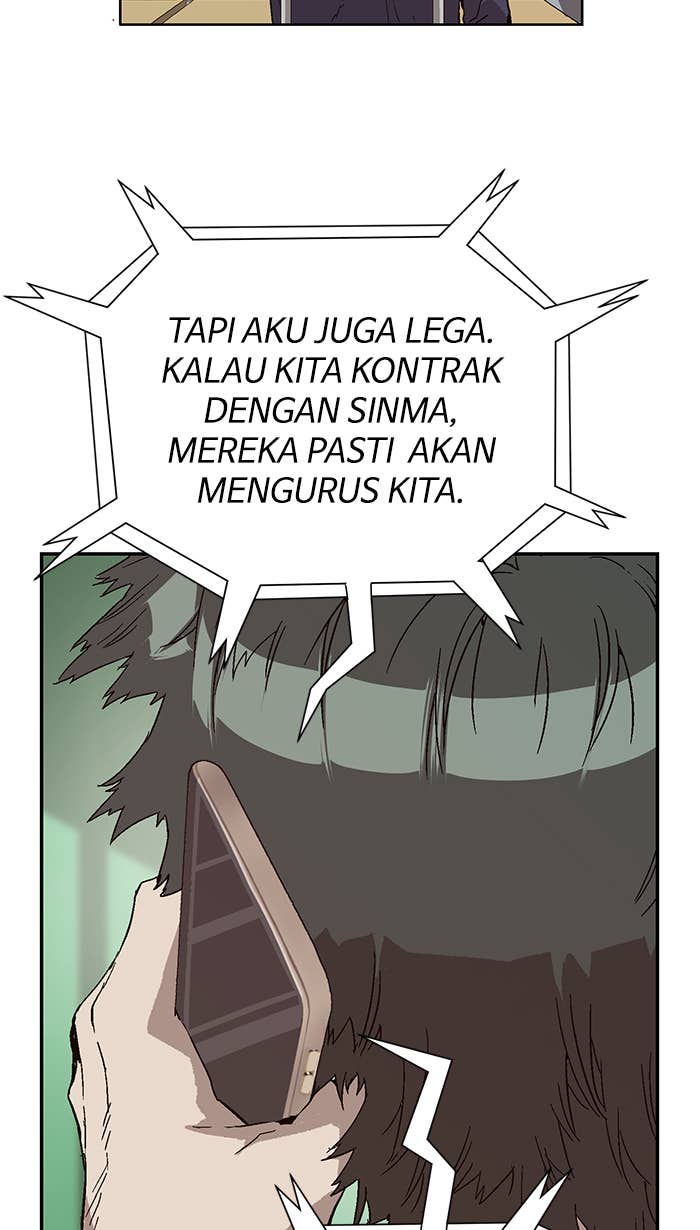 TAPI AKU JUGA LEGA.
KALAU KITA KONTRAK
DENGAN SINMA,
MEREKA PASTI AKAN
MENGURUS KITA.